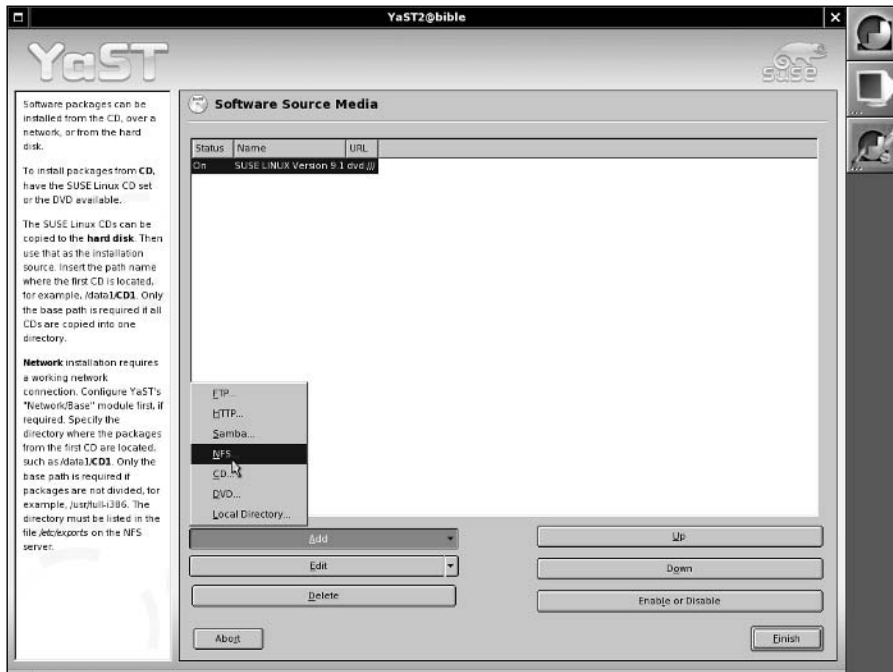 YaST2@bible
YaST
SUSE
Software packages can be
installed from the CD, over a
network, or from the hard
disk.
To install packages from CD,
have the SUSE Linux CD set
or the DVD available.
The SUSE Linux CDs can be
copied to the hard disk. Then
use that as the installation
source. Insert the path name
where the first CD is located,
for example, /data1/CD1. Only
the base path is required if all
CDs are copied into one
directory.
Network installation requires
a working network
connection. Configure YaST's
"Network/Base" module first, if
required. Specify the
directory where the packages
from the first CD are located,
such as /data1/CD1. Only the
base path is required if
packages are not divided, for
example, /usr/full-i386. The
directory must be listed in the
file /etc/exports on the NFS
server.
Software Source Media
Status Name URL
On SUSE LINUX Version 9.1 dvd:///
FTP...
HTTP...
Samba...
NFS...
CD...
DVD...
Local Directory...
Add
Edit
Delete
Up
Down
Enable or Disable
Abort
Finish